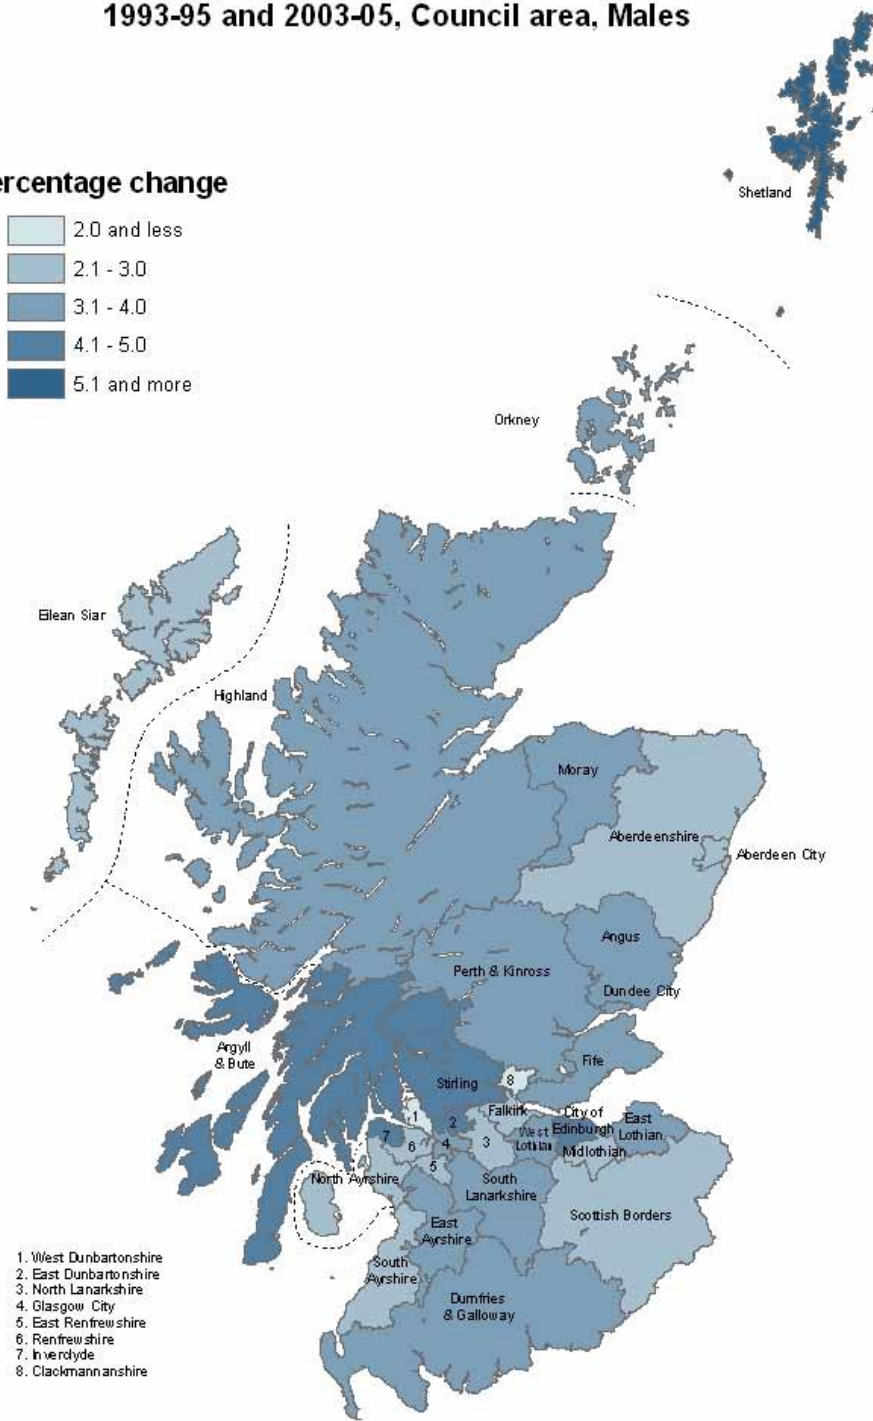 1993-95 and 2003-05, Council area, Males
ercentage change
2.0 and less
2.1 - 3.0
3.1 - 4.0
4.1 - 5.0
5.1 and more
Shetland
Orkney
Eilean Siar
Highland
Moray
Aberdeenshire
Aberdeen City
Angus
Perth & Kinross
Dundee City
Argyll
& Bute
Fife
Stirling
8
1
2
Falkirk
City of
Edinburgh
East
Lothian
West
Lothian
Midlothian
7
6
4
3
5
North Ayrshire
South
Lanarkshire
Scottish Borders
East
Ayrshire
South
Ayrshire
Dumfries
& Galloway
1. West Dunbartonshire
2. East Dunbartonshire
3. North Lanarkshire
4. Glasgow City
5. East Renfrewshire
6. Renfrewshire
7. Inverclyde
8. Clackmannanshire